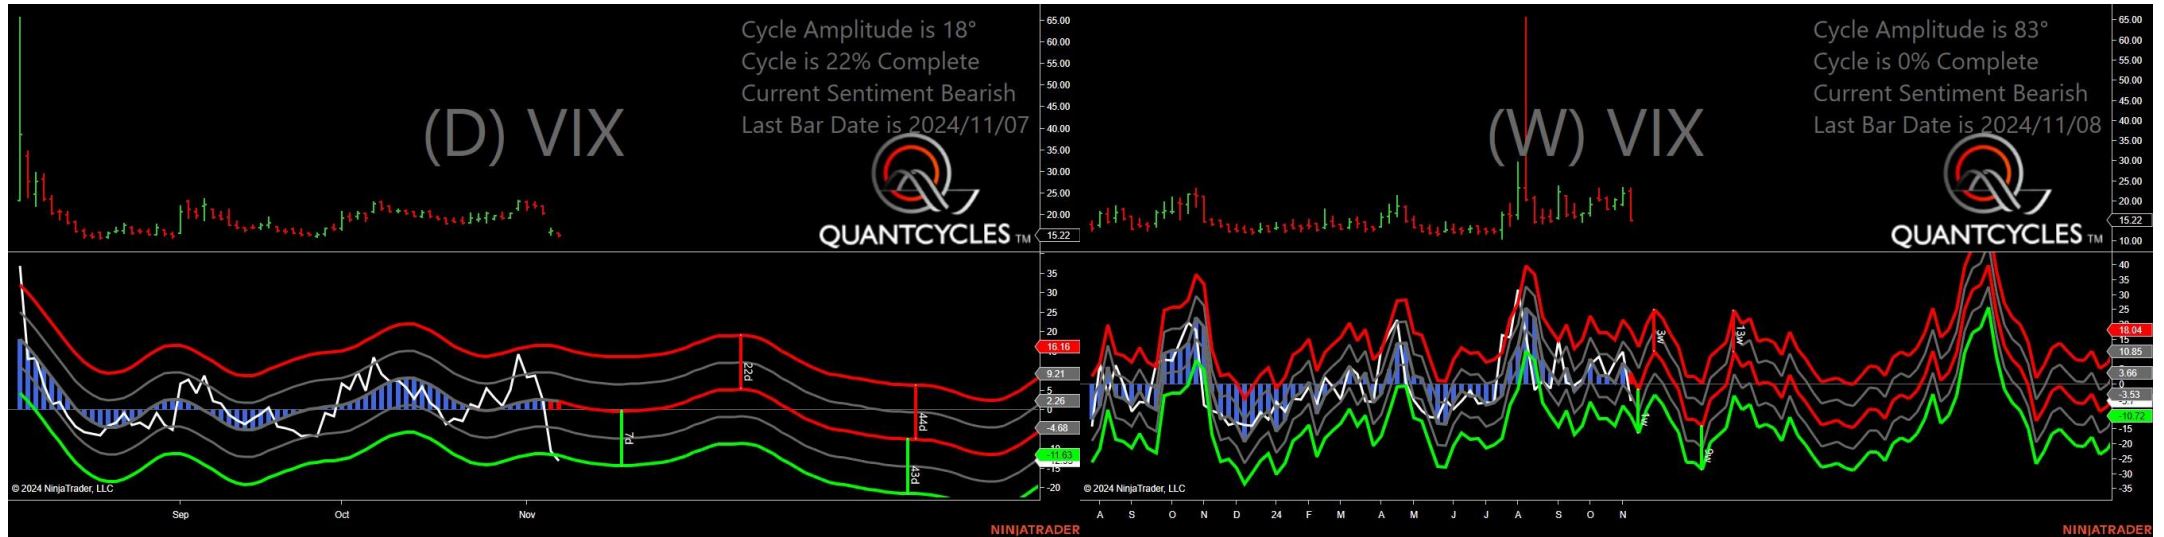 Cycle Amplitude is 18°
Cycle is 22% Complete
Current Sentiment Bearish
Last Bar Date is 2024/11/07
(D) VIX
QUANTCYCLES TM
65.00
60.00
55.00
50.00
45.00
40.00
35.00
30.00
25.00
20.00
15.22
35
30
25
20
16.16
9.21
5
2.26
0
-4.68
-11.63
-15
-20
22d
7d
44d
43d
© 2024 NinjaTrader, LLC
Sep Oct Nov
NINJATRADER
Cycle Amplitude is 83°
Cycle is 0% Complete
Current Sentiment Bearish
Last Bar Date is 2024/11/08
(W) VIX
QUANTCYCLES TM
65.00
60.00
55.00
50.00
45.00
40.00
35.00
30.00
25.00
20.00
15.22
10.00
40
35
30
25
18.04
15
10.85
3.66
0
-3.53
-10.72
-15
-20
-25
-30
-35
3w
13w
1w
9w
© 2024 NinjaTrader, LLC
A S O N D 24 F M A M J J A S O N
NINJATRADER